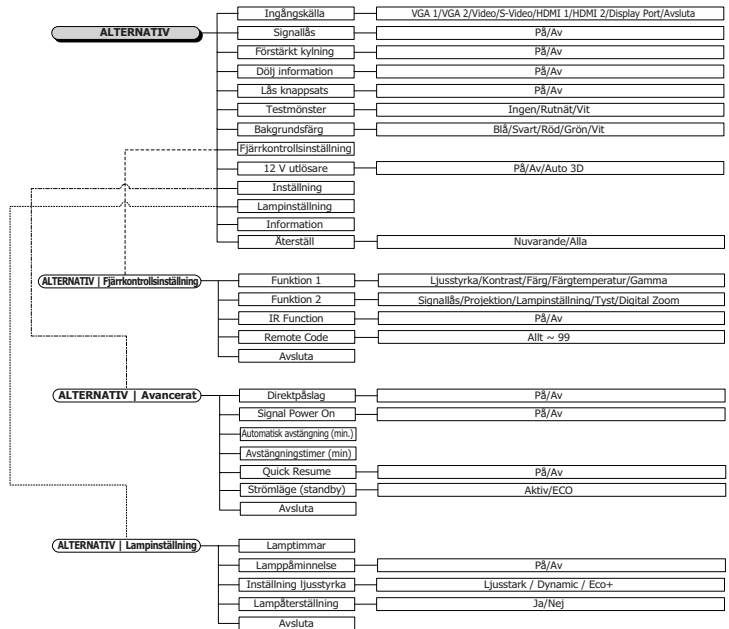 Ingångskälla VGA 1/VGA 2/Video/S-Video/HDMI 1/HDMI 2/Display Port/Avsluta
ALTERNATIV Signallås På/Av
Förstärkt kylning På/Av
Dölj information På/Av
Lås knappsats På/Av
Testmönster Ingen/Rutnät/Vit
Bakgrundsfärg Blå/Svart/Röd/Grön/Vit
Fjärrkontrollsinställning
12 V utlösare På/Av/Auto 3D
Inställning
Lampinställning
Information
Återställ Nuvarande/Alla
ALTERNATIV | Fjärrkontrollsinställning Funktion 1 Ljusstyrka/Kontrast/Färg/Färgtemperatur/Gamma
Funktion 2 Signallås/Projektion/Lampinställning/Tyst/Digital Zoom
IR Function På/Av
Remote Code Allt ~ 99
Avsluta
ALTERNATIV | Avancerat Direktpåslag På/Av
Signal Power On På/Av
Automatisk avstängning (min.)
Avstängningstimer (min)
Quick Resume På/Av
Strömläge (standby) Aktiv/ECO
Avsluta
ALTERNATIV | Lampinställning Lamptimmar
Lamppåminnelse På/Av
Inställning ljusstyrka Ljusstark / Dynamic / Eco+
Lampåterställning Ja/Nej
Avsluta